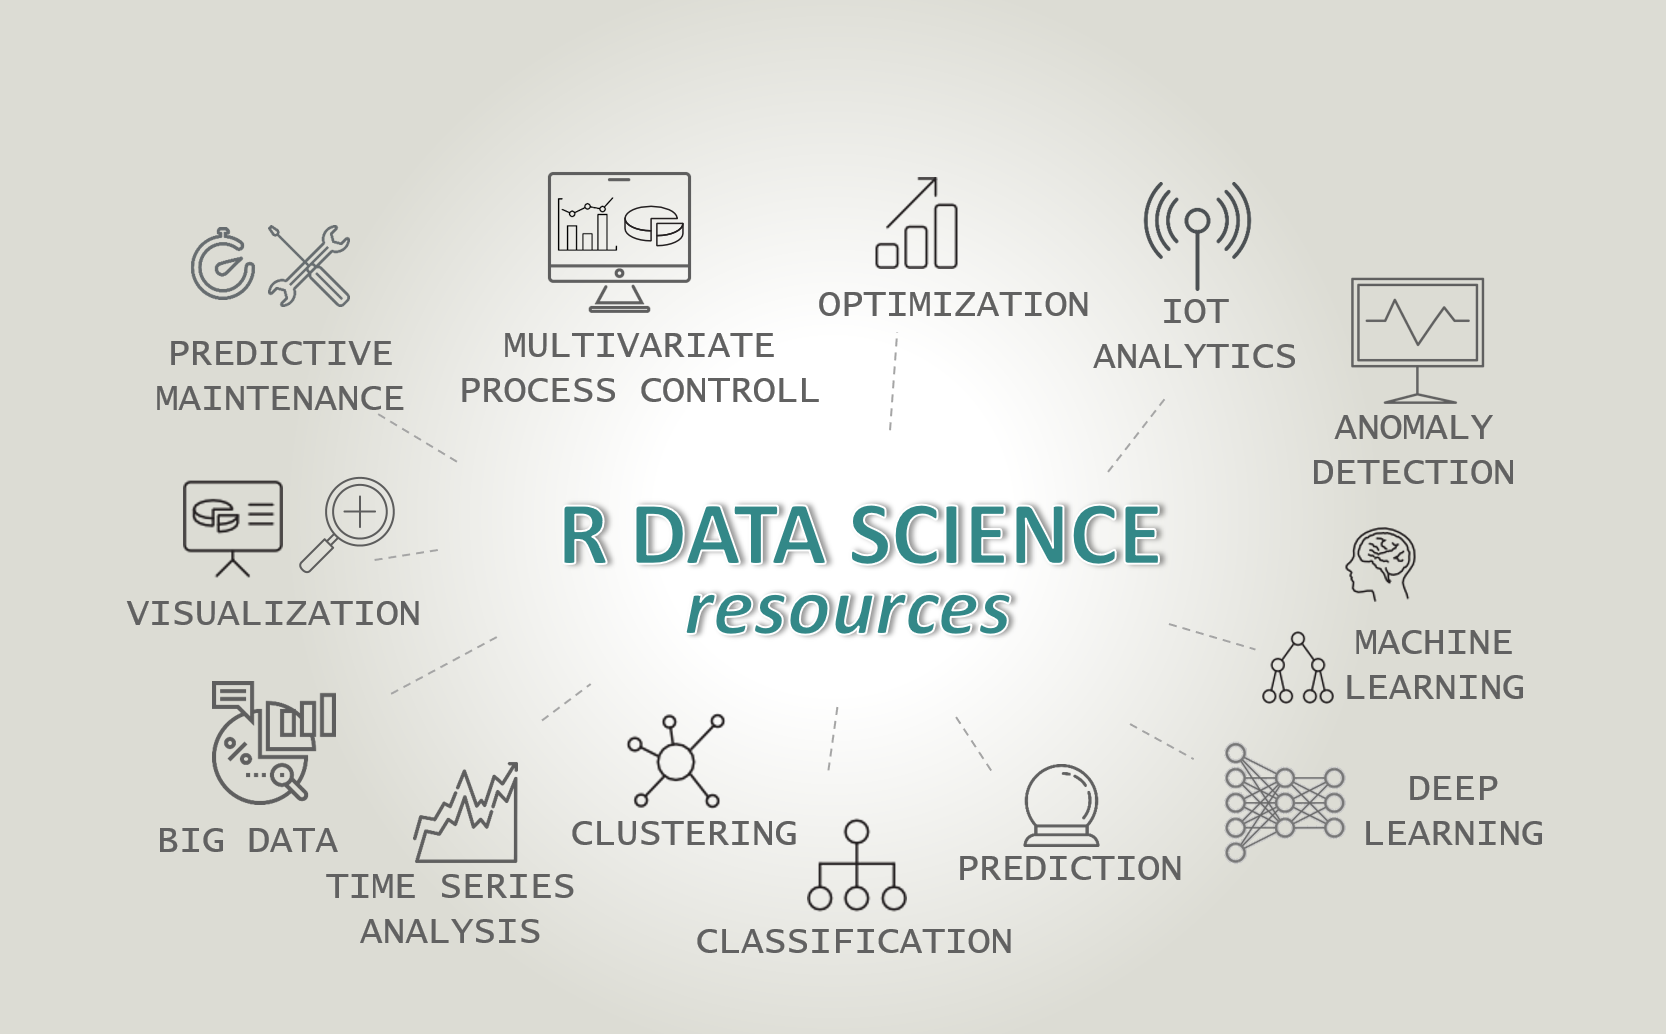 OPTIMIZATION
IOT
ANALYTICS
MULTIVARIATE
PROCESS CONTROLL
PREDICTIVE
MAINTENANCE
ANOMALY
DETECTION
R DATA SCIENCE
resources
VISUALIZATION
MACHINE
LEARNING
BIG DATA
TIME SERIES
ANALYSIS
CLUSTERING
CLASSIFICATION
PREDICTION
DEEP
LEARNING